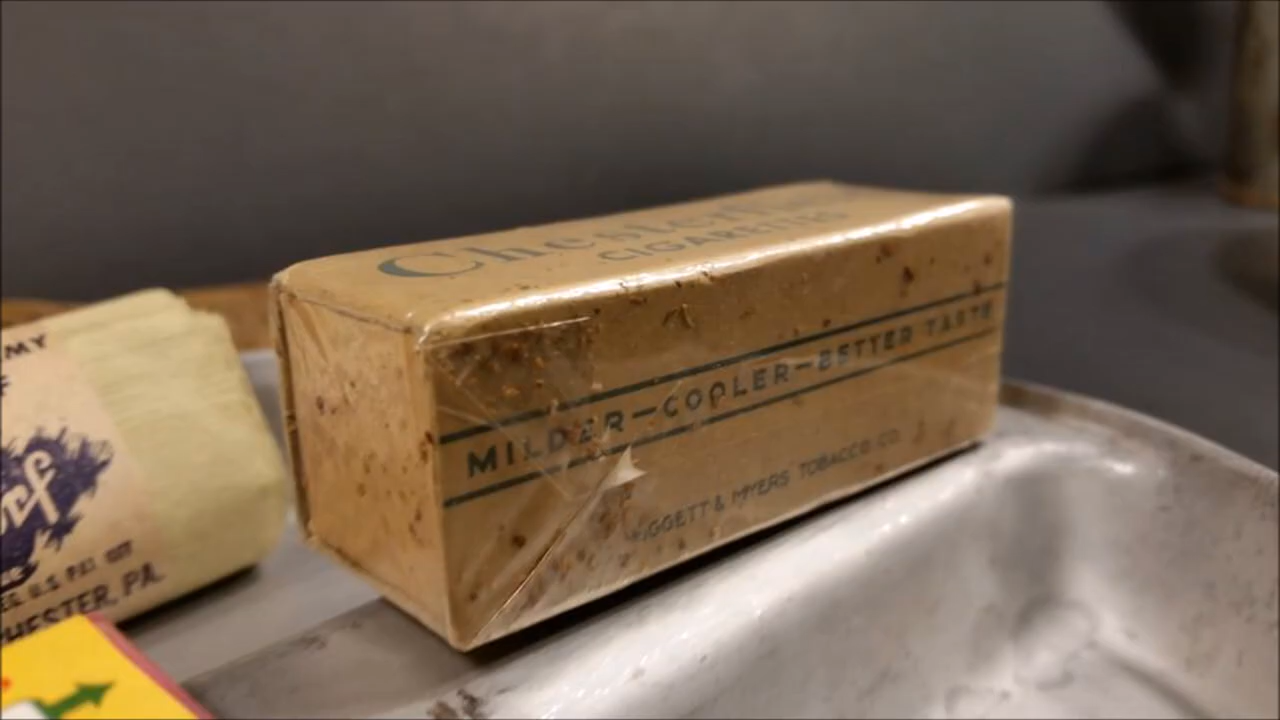 Chesterfield
CIGARETTES
MILDER—COOLER—BETTER TASTE
LIGGETT & MYERS TOBACCO CO.
MY
F
U.S. PAT. OFF
CHESTER, PA.